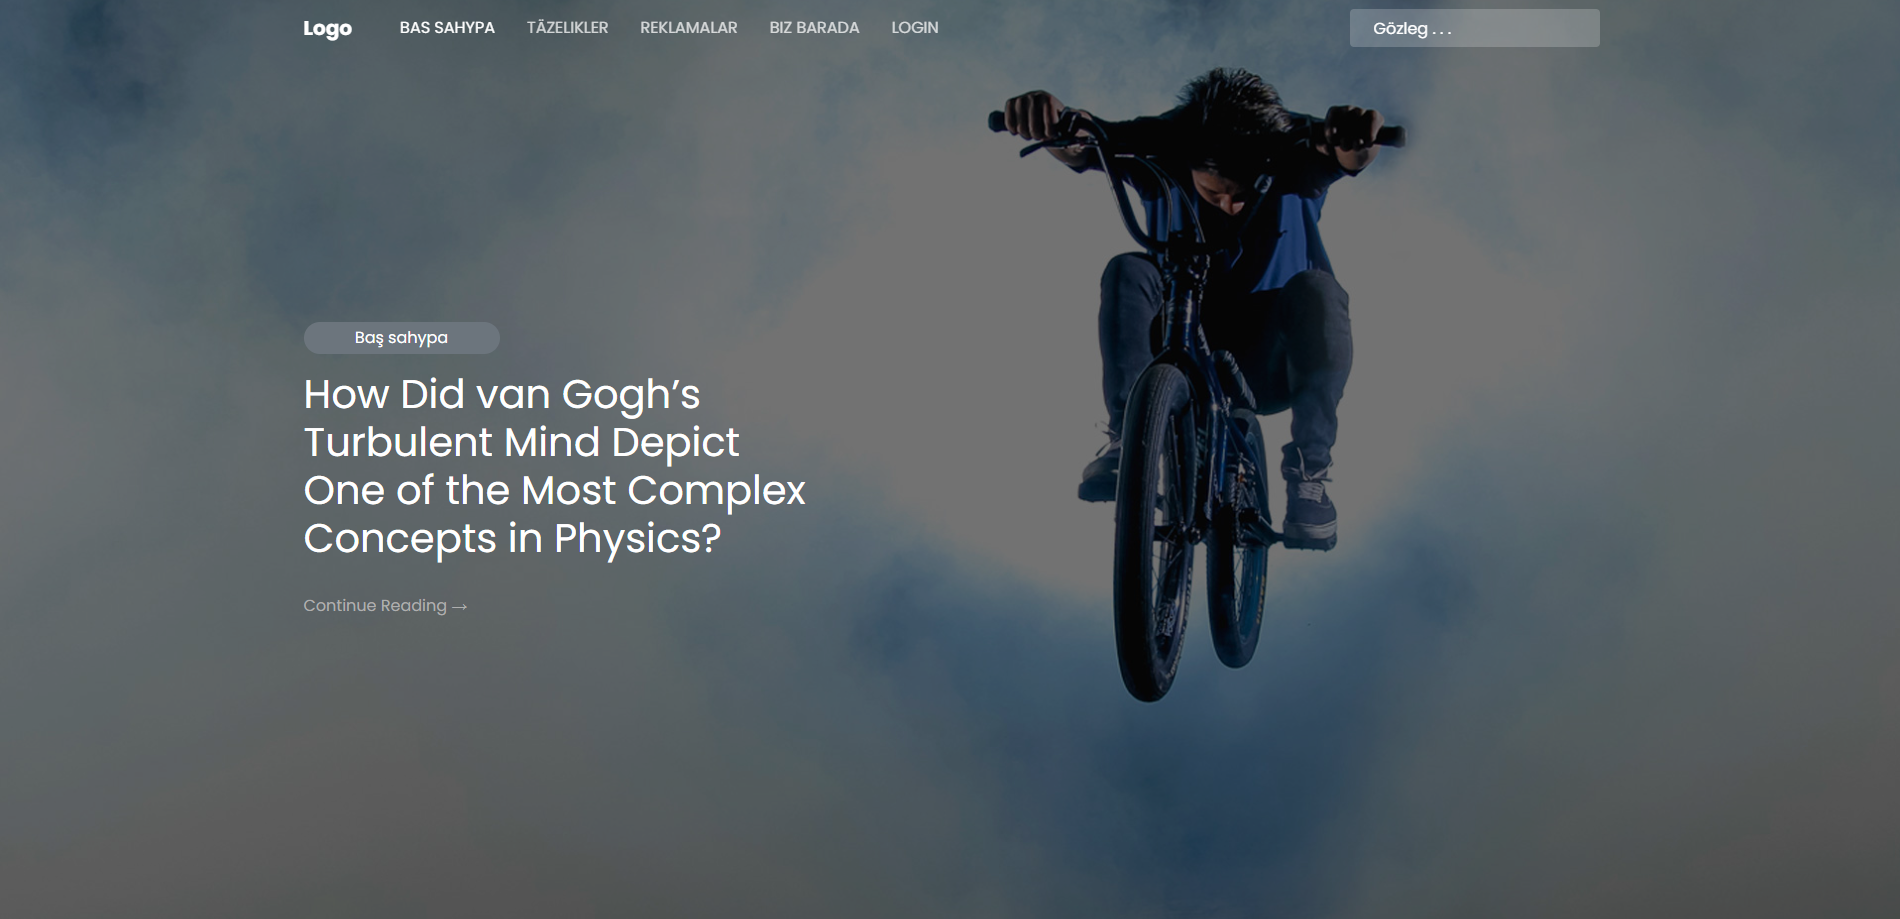 Logo
BAS SAHYPA
TÄZELIKLER
REKLAMALAR
BIZ BARADA
LOGIN
Gözleg . . .
Baş sahypa
How Did van Gogh’s
Turbulent Mind Depict
One of the Most Complex
Concepts in Physics?
Continue Reading →